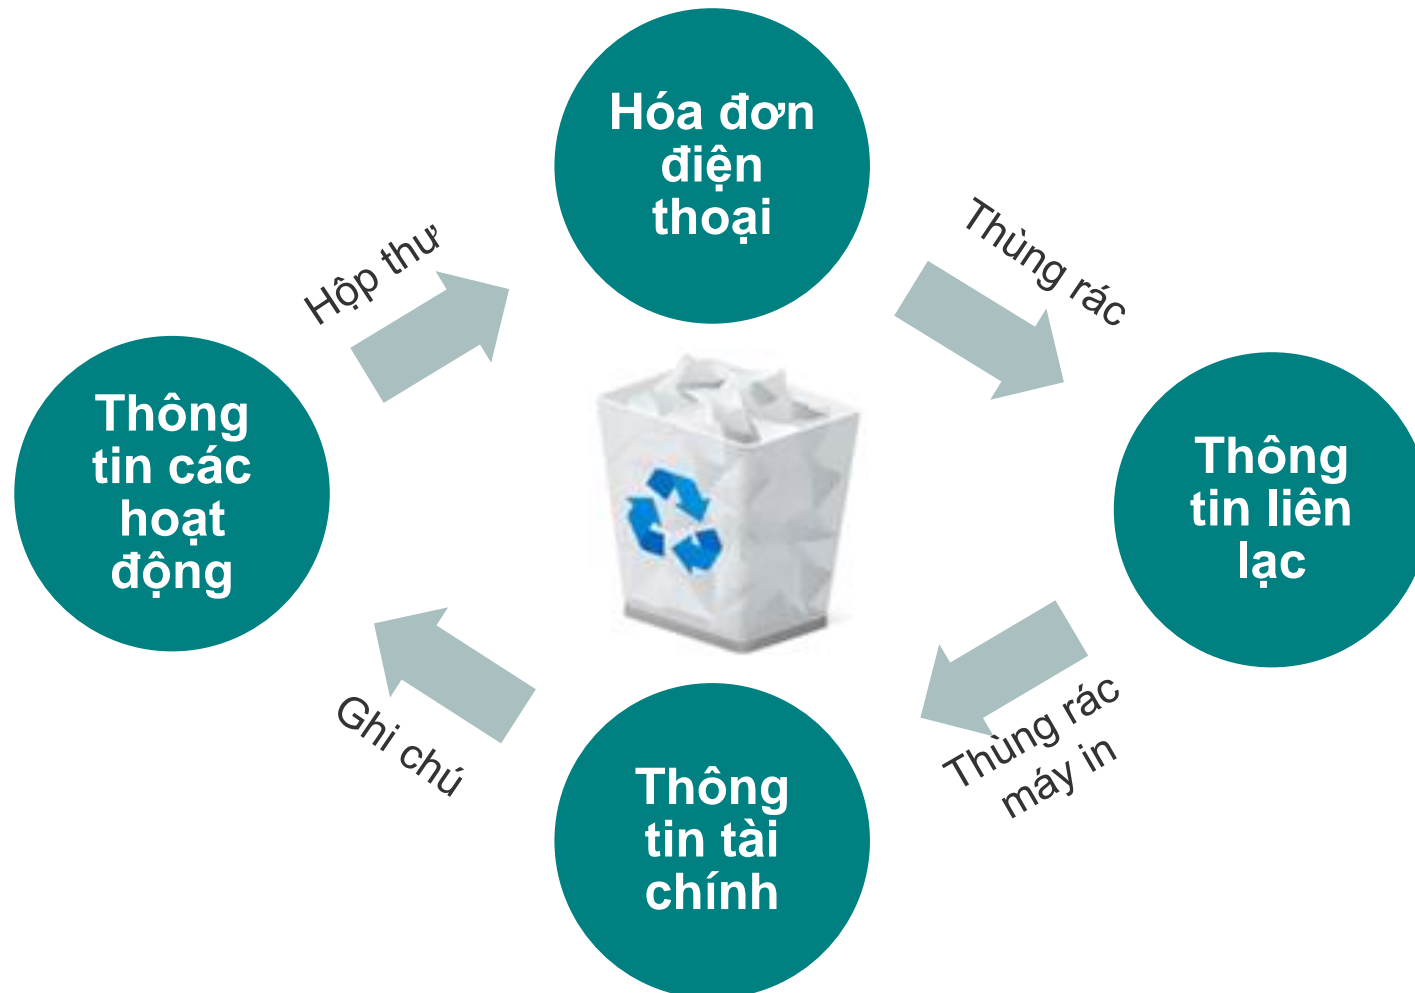 Hóa đơn
điện
thoại
Hộp thư
Thùng rác
Thông
tin các
hoạt
động
Thông
tin liên
lạc
Ghi chú
Thùng rác
máy in
Thông
tin tài
chính